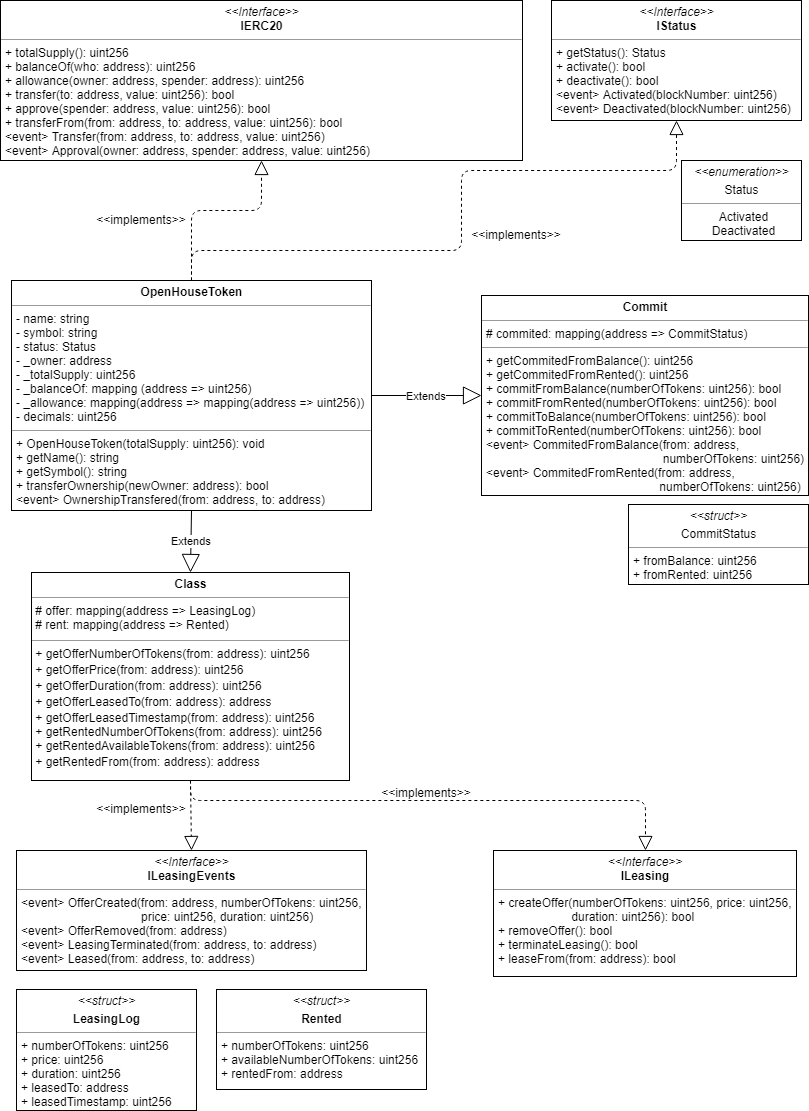 <<Interface>>
IERC20
+ totalSupply(): uint256
+ balanceOf(who: address): uint256
+ allowance(owner: address, spender: address): uint256
+ transfer(to: address, value: uint256): bool
+ approve(spender: address, value: uint256): bool
+ transferFrom(from: address, to: address, value: uint256): bool
<event> Transfer(from: address, to: address, value: uint256)
<event> Approval(owner: address, spender: address, value: uint256)
<<Interface>>
IStatus
+ getStatus(): Status
+ activate(): bool
+ deactivate(): bool
<event> Activated(blockNumber: uint256)
<event> Deactivated(blockNumber: uint256)
<<enumeration>>
Status
Activated
Deactivated
<<implements>>
<<implements>>
OpenHouseToken
- name: string
- symbol: string
- status: Status
- _owner: address
- _totalSupply: uint256
- _balanceOf: mapping (address => uint256)
- _allowance: mapping(address => mapping(address => uint256))
- decimals: uint256
+ OpenHouseToken(totalSupply: uint256): void
+ getName(): string
+ getSymbol(): string
+ transferOwnership(newOwner: address): bool
<event> OwnershipTransfered(from: address, to: address)
Extends
Commit
# commited: mapping(address => CommitStatus)
+ getCommitedFromBalance(): uint256
+ getCommitedFromRented(): uint256
+ commitFromBalance(numberOfTokens: uint256): bool
+ commitFromRented(numberOfTokens: uint256): bool
+ commitToBalance(numberOfTokens: uint256): bool
+ commitToRented(numberOfTokens: uint256): bool
<event> CommitedFromBalance(from: address,
numberOfTokens: uint256)
<event> CommitedFromRented(from: address,
numberOfTokens: uint256)
<<struct>>
CommitStatus
+ fromBalance: uint256
+ fromRented: uint256
Extends
Class
# offer: mapping(address => LeasingLog)
# rent: mapping(address => Rented)
+ getOfferNumberOfTokens(from: address): uint256
+ getOfferPrice(from: address): uint256
+ getOfferDuration(from: address): uint256
+ getOfferLeasedTo(from: address): address
+ getOfferLeasedTimestamp(from: address): uint256
+ getRentedNumberOfTokens(from: address): uint256
+ getRentedAvailableTokens(from: address): uint256
+ getRentedFrom(from: address): address
<<implements>>
<<implements>>
<<Interface>>
ILeasingEvents
<event> OfferCreated(from: address, numberOfTokens: uint256,
price: uint256, duration: uint256)
<event> OfferRemoved(from: address)
<event> LeasingTerminated(from: address, to: address)
<event> Leased(from: address, to: address)
<<Interface>>
ILeasing
+ createOffer(numberOfTokens: uint256, price: uint256,
duration: uint256): bool
+ removeOffer(): bool
+ terminateLeasing(): bool
+ leaseFrom(from: address): bool
<<struct>>
LeasingLog
+ numberOfTokens: uint256
+ price: uint256
+ duration: uint256
+ leasedTo: address
+ leasedTimestamp: uint256
<<struct>>
Rented
+ numberOfTokens: uint256
+ availableNumberOfTokens: uint256
+ rentedFrom: address